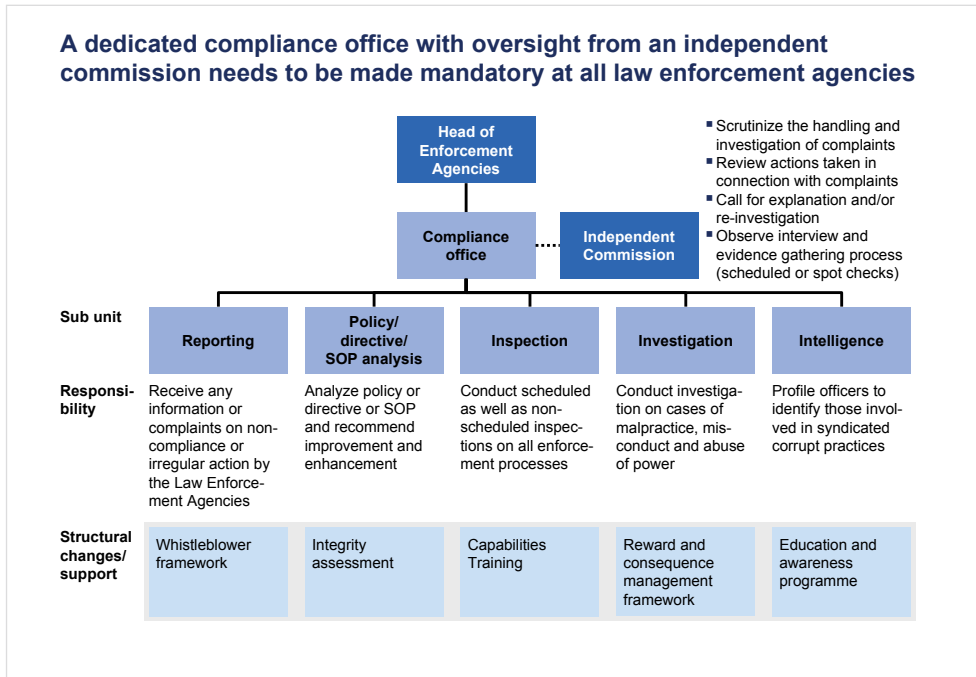 A dedicated compliance office with oversight from an independent
commission needs to be made mandatory at all law enforcement agencies
Head of
Enforcement
Agencies
▪ Scrutinize the handling and
investigation of complaints
▪ Review actions taken in
connection with complaints
▪ Call for explanation and/or
re-investigation
▪ Observe interview and
evidence gathering process
(scheduled or spot checks)
Compliance
office
Independent
Commission
Sub unit
Reporting
Policy/
directive/
SOP analysis
Inspection
Investigation
Intelligence
Responsi-
bility
Receive any
information or
complaints on non-
compliance or
irregular action by
the Law Enforce-
ment Agencies
Analyze policy or
directive or SOP
and recommend
improvement and
enhancement
Conduct scheduled
as well as non-
scheduled inspec-
tions on all enforce-
ment processes
Conduct investiga-
tion on cases of
malpractice, mis-
conduct and abuse
of power
Profile officers to
identify those invol-
ved in syndicated
corrupt practices
Structural
changes/
support
Whistleblower
framework
Integrity
assessment
Capabilities
Training
Reward and
consequence
management
framework
Education and
awareness
programme